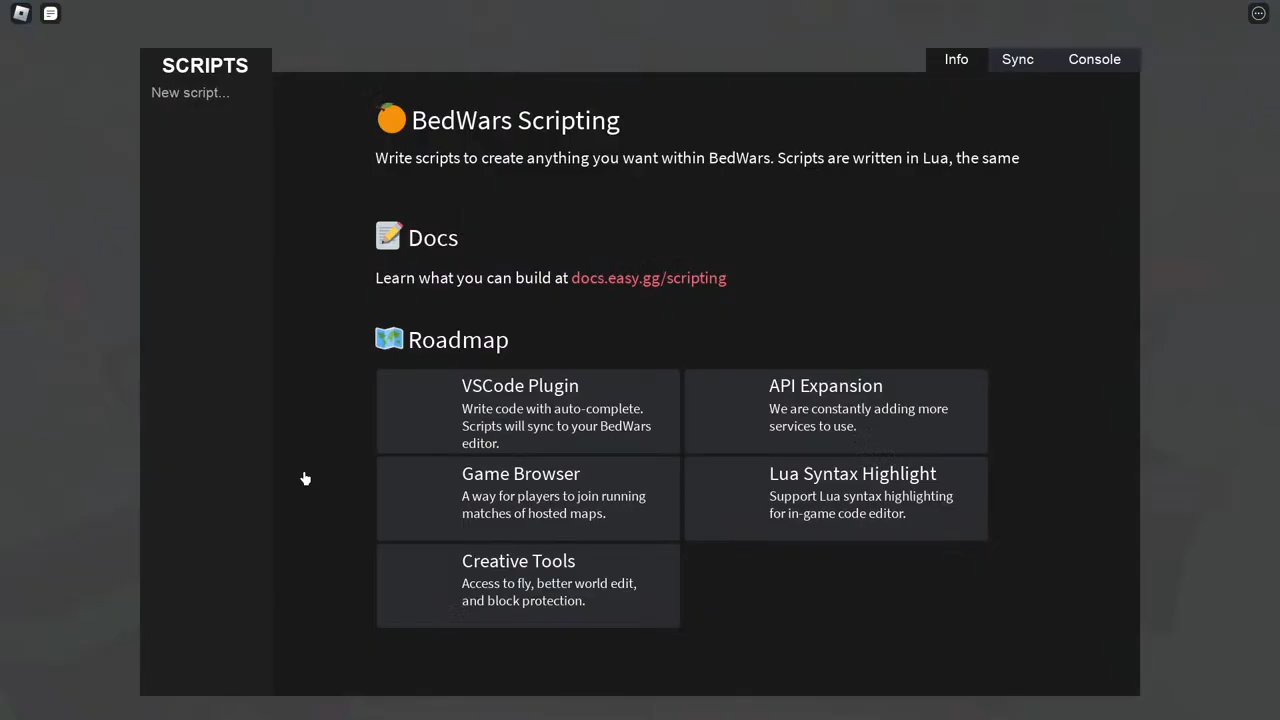 SCRIPTS
New script...
Info
Sync
Console
BedWars Scripting
Write scripts to create anything you want within BedWars. Scripts are written in Lua, the same
Docs
Learn what you can build at docs.easy.gg/scripting
Roadmap
VSCode Plugin
Write code with auto-complete.
Scripts will sync to your BedWars
editor.
API Expansion
We are constantly adding more
services to use.
Game Browser
A way for players to join running
matches of hosted maps.
Lua Syntax Highlight
Support Lua syntax highlighting
for in-game code editor.
Creative Tools
Access to fly, better world edit,
and block protection.